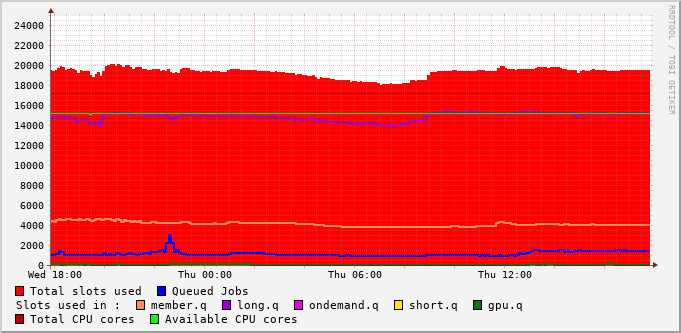 24000
22000
20000
18000
16000
14000
12000
10000
8000
6000
4000
2000
0
Wed 18:00 Thu 00:00 Thu 06:00 Thu 12:00
RRDTOOL / TOBI OETIKER
Total slots used Queued Jobs
Slots used in : member.q long.q ondemand.q short.q gpu.q
Total CPU cores Available CPU cores